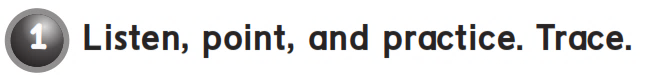 1 Listen, point, and practice. Trace.